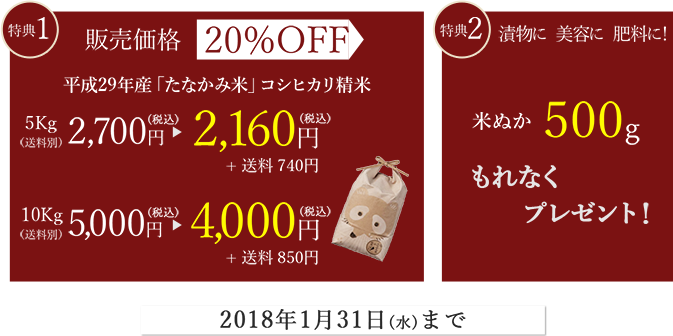 特典1
販売価格 20%OFF
平成29年産「たなかみ米」コシヒカリ精米
5Kg（送料別） 2,700円（税込）▶ 2,160円（税込）
+ 送料 740円
10Kg（送料別） 5,000円（税込）▶ 4,000円（税込）
+ 送料 850円
特典2
漬物に 美容に 肥料に!
米ぬか 500g
もれなく
プレゼント!
2018年1月31日（水）まで